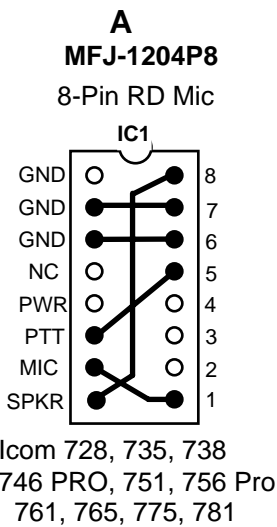 A
MFJ-1204P8
8-Pin RD Mic
IC1
GND 8
GND 7
GND 6
NC 5
PWR 4
PTT 3
MIC 2
SPKR 1
Icom 728, 735, 738
746 PRO, 751, 756 Pro
761, 765, 775, 781